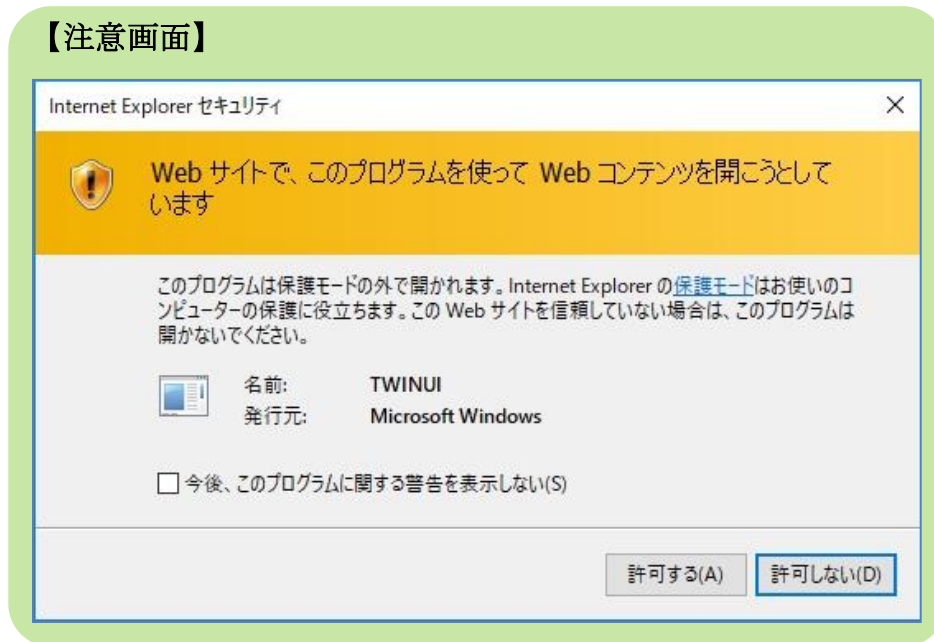 【注意画面】
Internet Explorer セキュリティ
Web サイトで、このプログラムを使って Web コンテンツを開こうとして
います
このプログラムは保護モードの外で開かれます。Internet Explorer の保護モードはお使いのコ
ンピューターの保護に役立ちます。この Web サイトを信頼していない場合は、このプログラムは
開かないでください。
名前: TWINUI
発行元: Microsoft Windows
今後、このプログラムに関する警告を表示しない(S)
許可する(A) 許可しない(D)